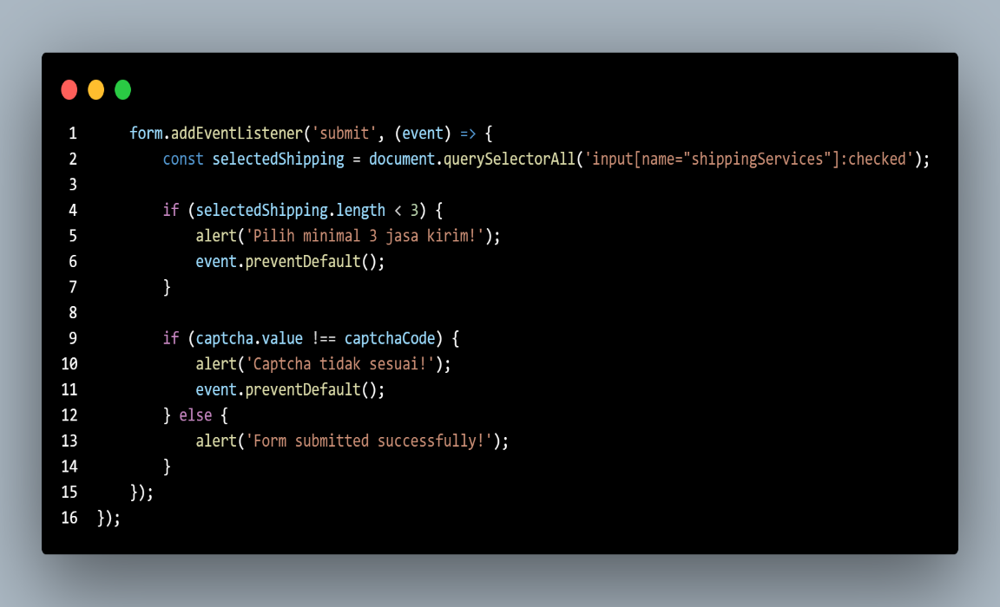 1 form.addEventListener('submit', (event) => {
2 const selectedShipping = document.querySelectorAll('input[name="shippingServices"]:checked');
3
4 if (selectedShipping.length < 3) {
5 alert('Pilih minimal 3 jasa kirim!');
6 event.preventDefault();
7 }
8
9 if (captcha.value !== captchaCode) {
10 alert('Captcha tidak sesuai!');
11 event.preventDefault();
12 } else {
13 alert('Form submitted successfully!');
14 }
15 });
16 });